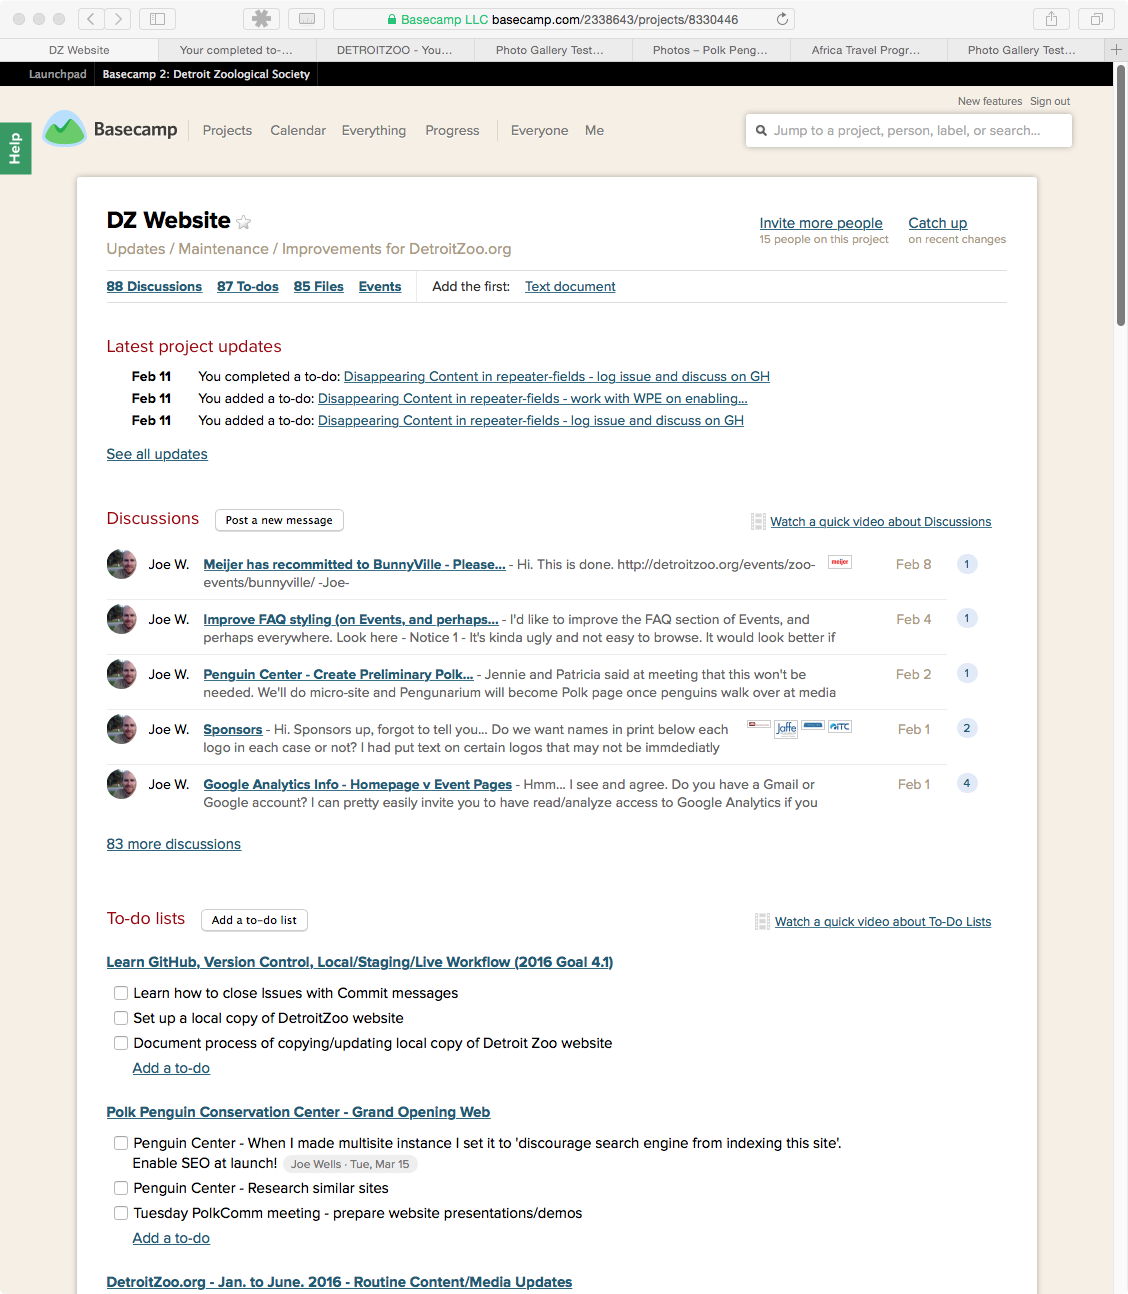 Basecamp LLC basecamp.com/2338643/projects/8330446
DZ Website
Your completed to-...
DETROITZOO - You...
Photo Gallery Test...
Photos – Polk Peng...
Africa Travel Progr...
Photo Gallery Test...
Launchpad
Basecamp 2: Detroit Zoological Society
New features Sign out
Help
Basecamp
Projects Calendar Everything Progress Everyone Me
Jump to a project, person, label, or search...
DZ Website
Updates / Maintenance / Improvements for DetroitZoo.org
Invite more people
15 people on this project
Catch up
on recent changes
88 Discussions 87 To-dos 85 Files Events Add the first: Text document
Latest project updates
Feb 11 You completed a to-do: Disappearing Content in repeater-fields - log issue and discuss on GH
Feb 11 You added a to-do: Disappearing Content in repeater-fields - work with WPE on enabling...
Feb 11 You added a to-do: Disappearing Content in repeater-fields - log issue and discuss on GH
See all updates
Discussions Post a new message Watch a quick video about Discussions
Joe W. Meijer has recommitted to BunnyVille - Please... - Hi. This is done. http://detroitzoo.org/events/zoo- meijer Feb 8 1
events/bunnyville/ -Joe-
Joe W. Improve FAQ styling (on Events, and perhaps... - I'd like to improve the FAQ section of Events, and Feb 4 1
perhaps everywhere. Look here - Notice 1 - It's kinda ugly and not easy to browse. It would look better if
Joe W. Penguin Center - Create Preliminary Polk... - Jennie and Patricia said at meeting that this won't be Feb 2 1
needed. We'll do micro-site and Pengunarium will become Polk page once penguins walk over at media
Joe W. Sponsors - Hi. Sponsors up, forgot to tell you... Do we want names in print below each Jaffe ITC Feb 1 2
logo in each case or not? I had put text on certain logos that may not be immdediatly
Joe W. Google Analytics Info - Homepage v Event Pages - Hmm... I see and agree. Do you have a Gmail or Feb 1 4
Google account? I can pretty easily invite you to have read/analyze access to Google Analytics if you
83 more discussions
To-do lists Add a to-do list Watch a quick video about To-Do Lists
Learn GitHub, Version Control, Local/Staging/Live Workflow (2016 Goal 4.1)
Learn how to close Issues with Commit messages
Set up a local copy of DetroitZoo website
Document process of copying/updating local copy of Detroit Zoo website
Add a to-do
Polk Penguin Conservation Center - Grand Opening Web
Penguin Center - When I made multisite instance I set it to 'discourage search engine from indexing this site'.
Enable SEO at launch! Joe Wells · Tue, Mar 15
Penguin Center - Research similar sites
Tuesday PolkComm meeting - prepare website presentations/demos
Add a to-do
DetroitZoo.org - Jan. to June. 2016 - Routine Content/Media Updates